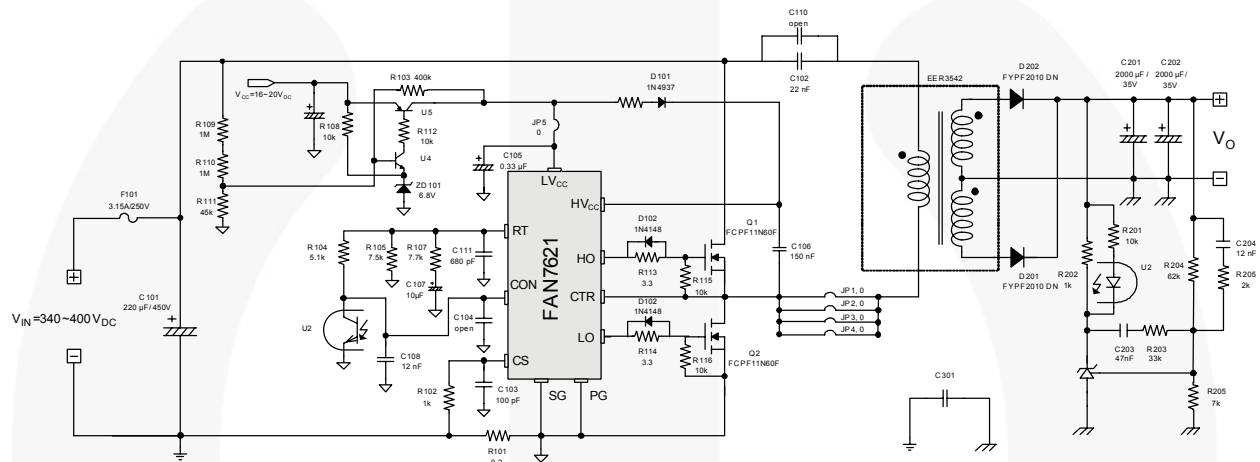 C110
open
C102
22 nF
R103 400k
D101
1N4937
V_CC=16~20V_DC
U5
R108
10k
R112
10k
U4
JP5
0
R109
1M
R110
1M
R111
45k
C105
0.33 µF
ZD101
6.8V
LV_CC
F101
3.15A/250V
HV_CC
RT
R104
5.1k
R105
7.5k
R107
7.7k
C111
680 pF
C107
10µF
D102
1N4148
Q1
FCPF11N60F
HO
R113
3.3
R115
10k
C106
150 nF
CON
FAN7621
CTR
C101
220 µF/450V
V_IN=340~400V_DC
C104
open
D102
1N4148
JP1, 0
JP2, 0
JP3, 0
JP4, 0
LO
R114
3.3
R116
10k
Q2
FCPF11N60F
U2
C108
12 nF
CS
R102
1k
C103
100 pF
SG
PG
R101
C301
EER3542
D202
FYPF2010 DN
C201
2000 µF/
35V
C202
2000 µF/
35V
V_O
R201
10k
C204
12 nF
R202
1k
U2
R204
62k
R205
2k
D201
FYPF2010 DN
C203
47nF
R203
33k
R205
7k